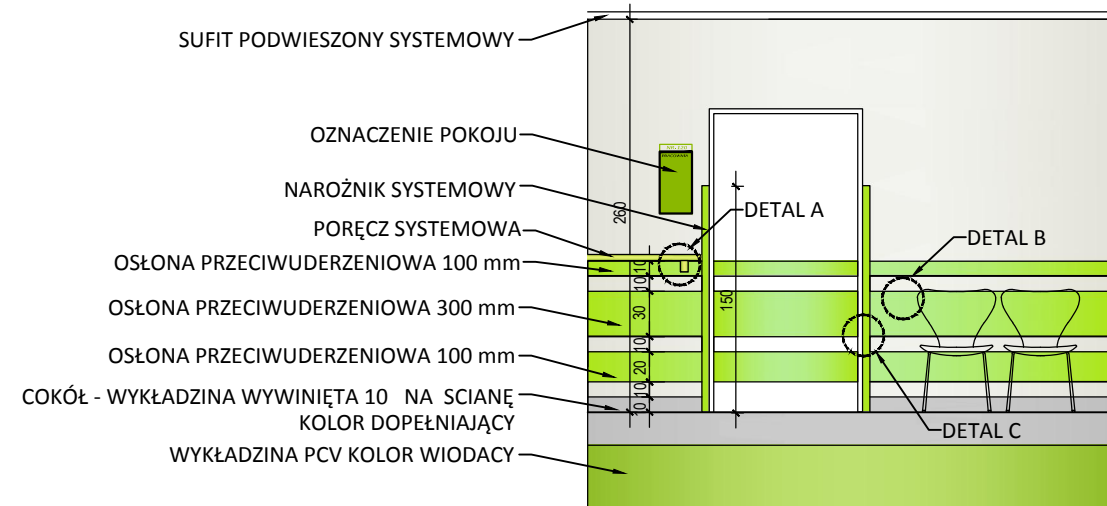 SUFIT PODWIESZONY SYSTEMOWY
OZNACZENIE POKOJU
NAROŻNIK SYSTEMOWY
PORĘCZ SYSTEMOWA
OSŁONA PRZECIWUDERZENIOWA 100 mm
OSŁONA PRZECIWUDERZENIOWA 300 mm
OSŁONA PRZECIWUDERZENIOWA 100 mm
COKÓŁ - WYKŁADZINA WYWINIĘTA 10 NA SCIANĘ
KOLOR DOPEŁNIAJĄCY
WYKŁADZINA PCV KOLOR WIODACY
260
DETAL A
DETAL B
DETAL C
150
10
10
30
10
20
10
10